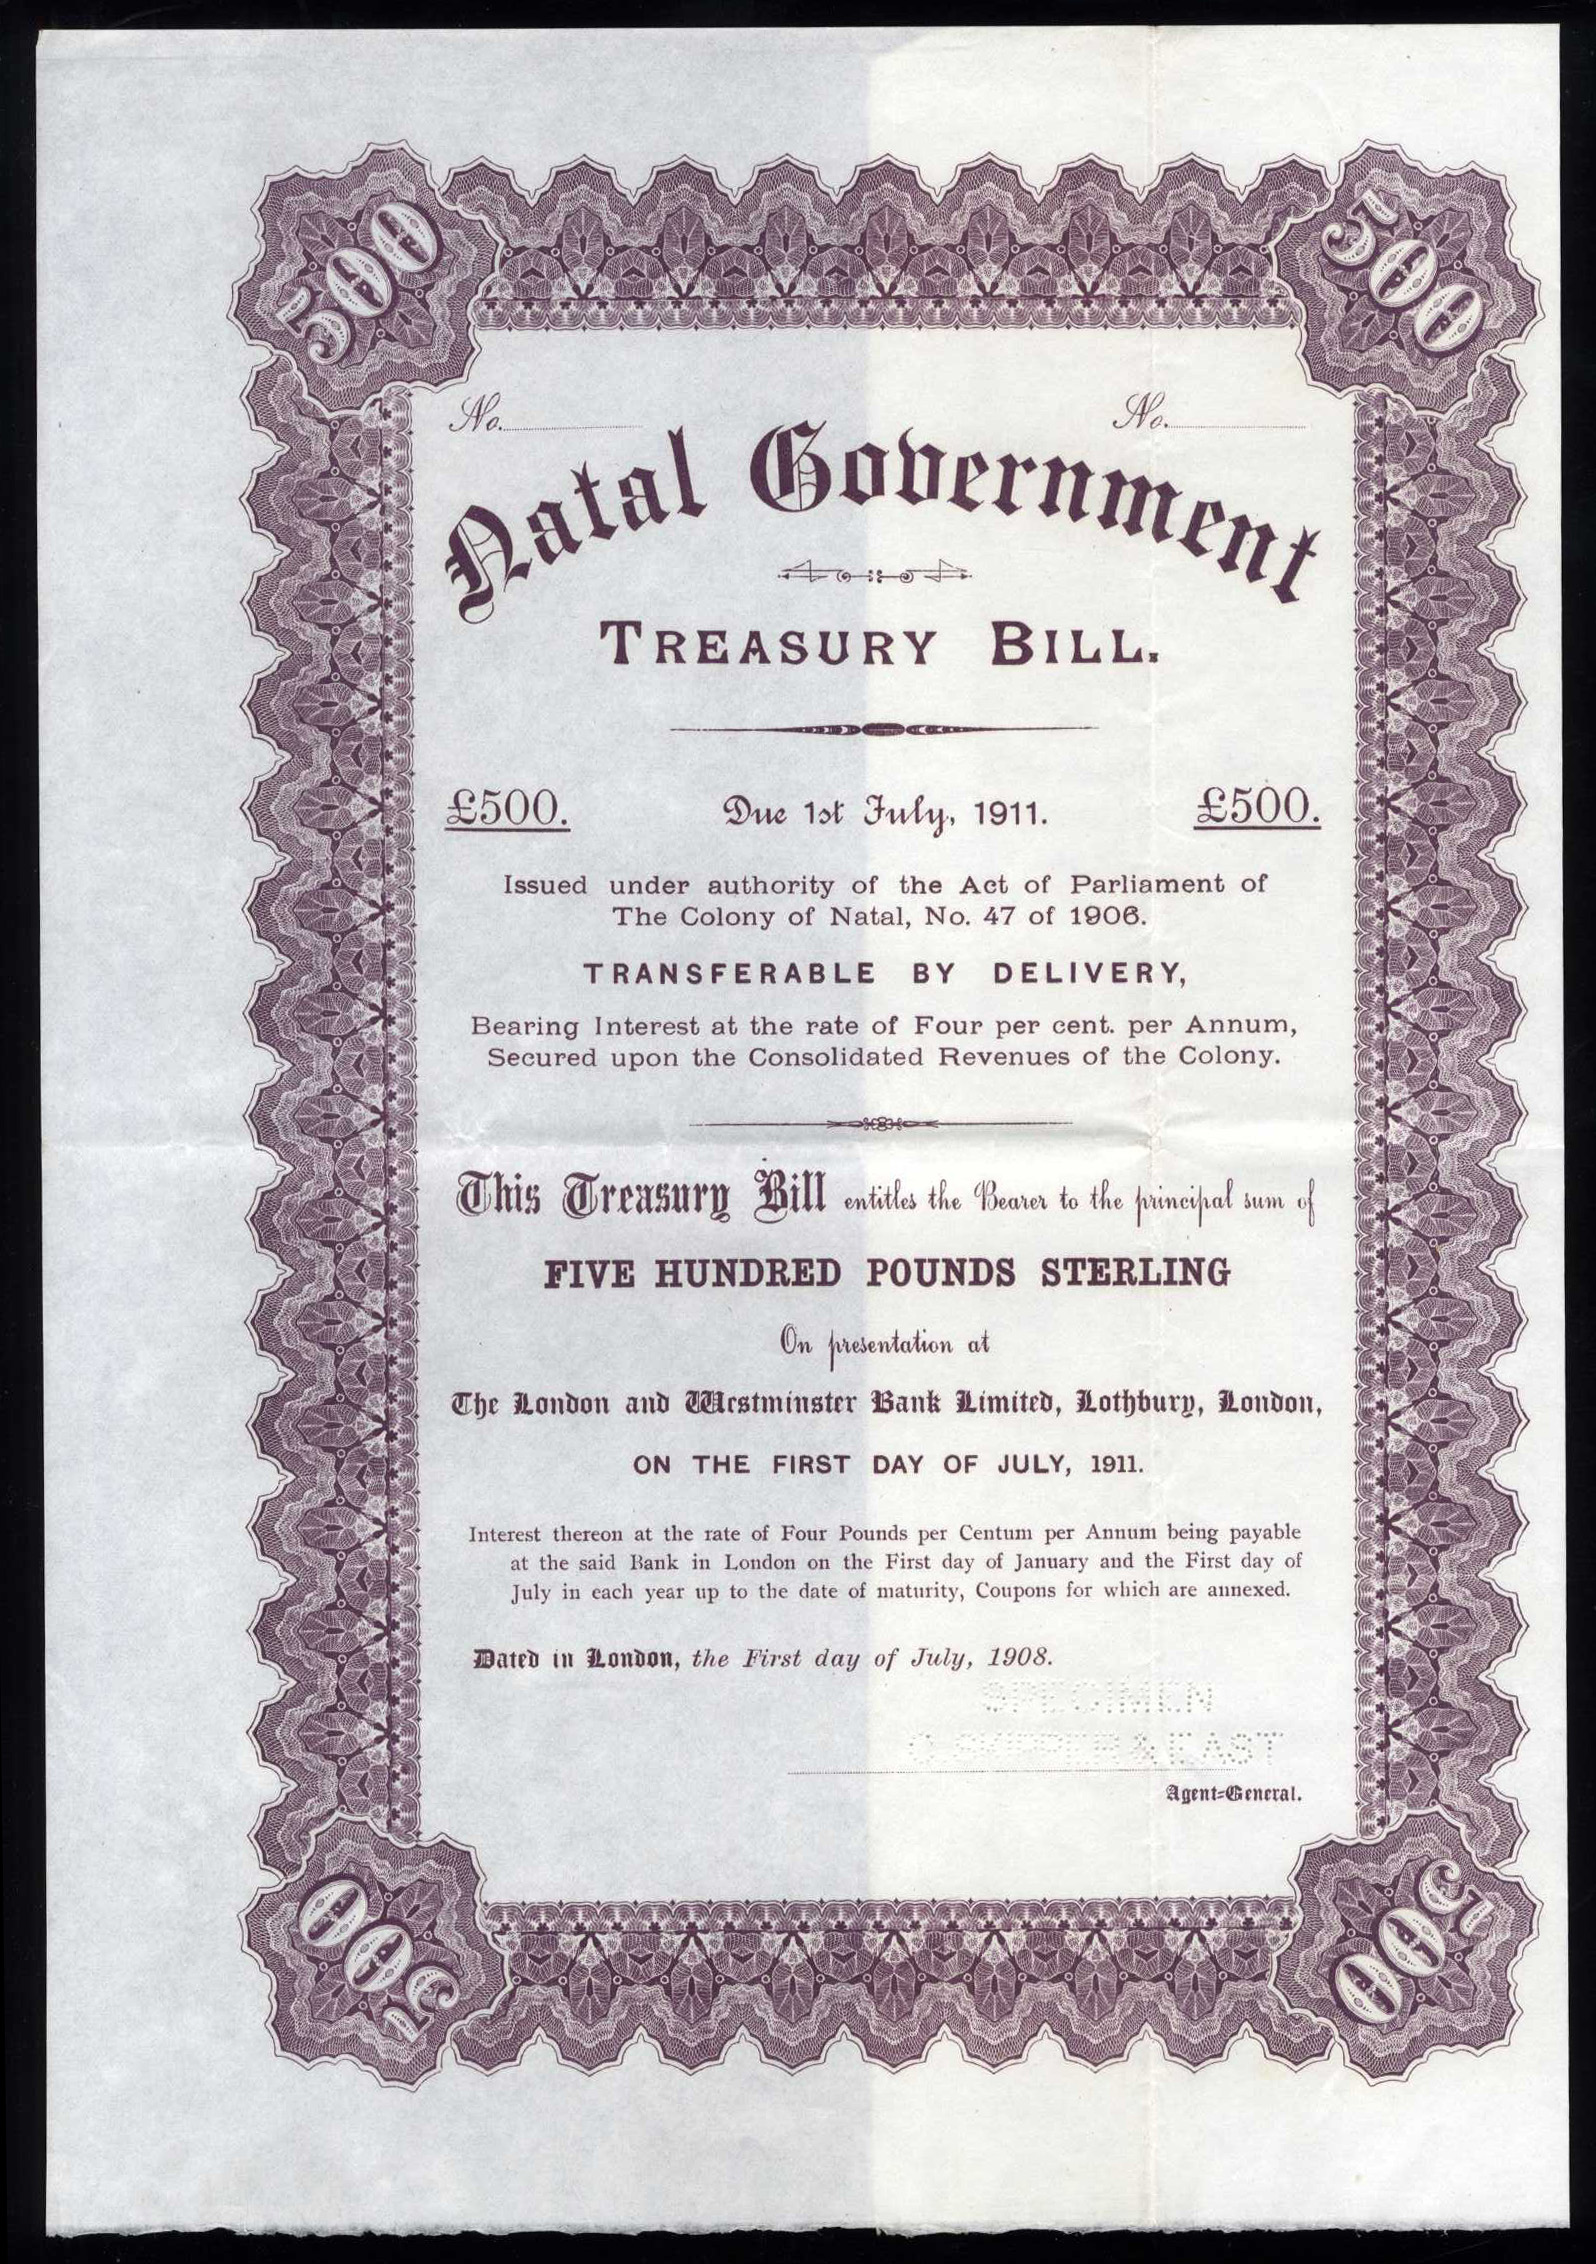 500 500
No. No.
Natal Government
TREASURY BILL.
£500. Due 1st July, 1911. £500.
Issued under authority of the Act of Parliament of
The Colony of Natal, No. 47 of 1906.
TRANSFERABLE BY DELIVERY,
Bearing Interest at the rate of Four per cent. per Annum,
Secured upon the Consolidated Revenues of the Colony.
This Treasury Bill entitles the Bearer to the principal sum of
FIVE HUNDRED POUNDS STERLING
On presentation at
The London and Westminster Bank Limited, Lothbury, London,
ON THE FIRST DAY OF JULY, 1911.
Interest thereon at the rate of Four Pounds per Centum per Annum being payable
at the said Bank in London on the First day of January and the First day of
July in each year up to the date of maturity, Coupons for which are annexed.
Dated in London, the First day of July, 1908.
SPECIMEN
C. SKIPPER & EAST
Agent-General.
500 500